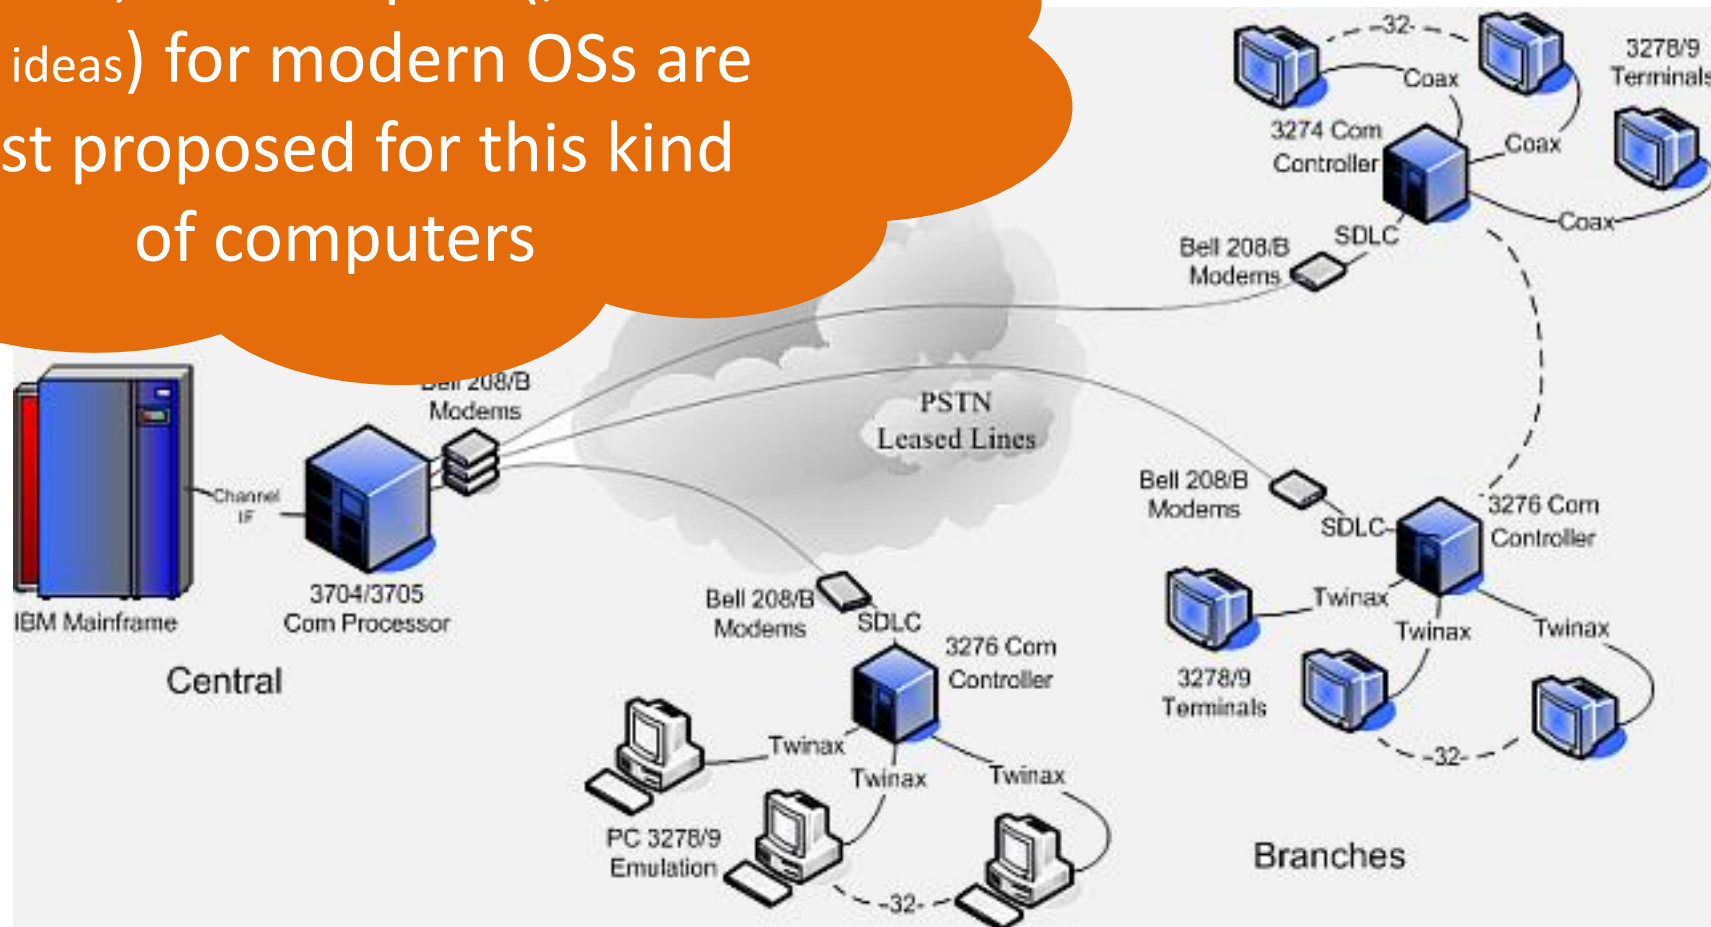 ideas) for modern OSs are
proposed for this kind
of computers
-32-
3278/9
Terminals
Coax
3274 Com
Controller
Coax
Coax
SDLC
Bell 208/B
Modems
Bell 208/B
Modems
PSTN
Leased Lines
Channel
IF
3704/3705
Com Processor
IBM Mainframe
Central
Bell 208/B
Modems
SDLC
3276 Com
Controller
Bell 208/B
Modems
SDLC
3276 Com
Controller
Twinax
Twinax
Twinax
3278/9
Terminals
-32-
Twinax
Twinax
Twinax
PC 3278/9
Emulation
-32-
Branches